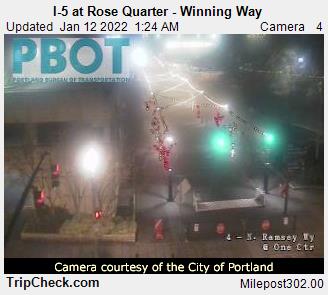 I-5 at Rose Quarter - Winning Way
Updated Jan 12 2022 1:24 AM Camera 4
PBOT
PORTLAND BUREAU OF TRANSPORTATION
4 - N. Ramsey Wy
@ One Ctr
Camera courtesy of the City of Portland
TripCheck.com Milepost302.00